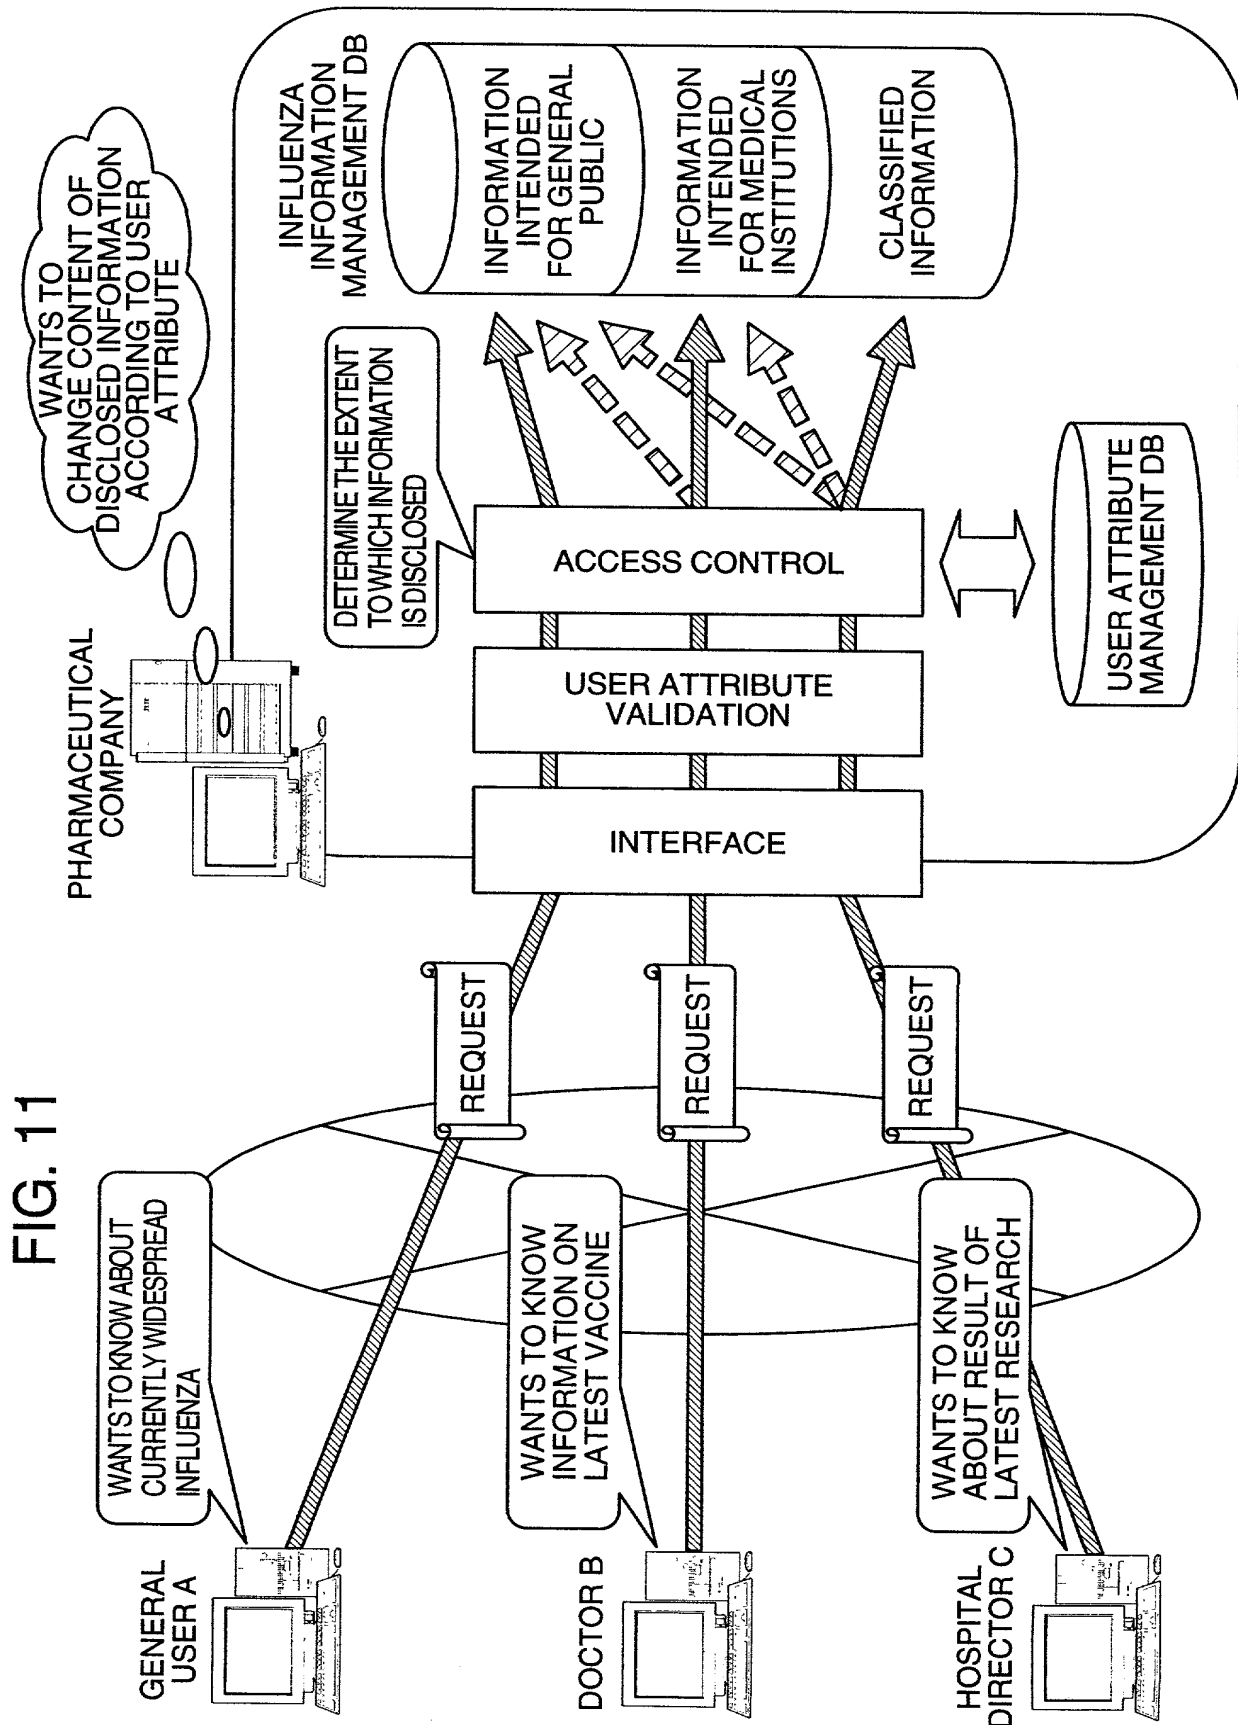 FIG. 11
GENERAL
USER A
WANTS TO KNOW ABOUT
CURRENTLY WIDESPREAD
INFLUENZA
DOCTOR B
WANTS TO KNOW
INFORMATION ON
LATEST VACCINE
HOSPITAL
DIRECTOR C
WANTS TO KNOW
ABOUT RESULT OF
LATEST RESEARCH
REQUEST
REQUEST
REQUEST
PHARMACEUTICAL
COMPANY
WANTS TO
CHANGE CONTENT OF
DISCLOSED INFORMATION
ACCORDING TO USER
ATTRIBUTE
INTERFACE
USER ATTRIBUTE
VALIDATION
ACCESS CONTROL
DETERMINE THE EXTENT
TO WHICH INFORMATION
IS DISCLOSED
INFLUENZA
INFORMATION
MANAGEMENT DB
INFORMATION
INTENDED
FOR GENERAL
PUBLIC
INFORMATION
INTENDED
FOR MEDICAL
INSTITUTIONS
CLASSIFIED
INFORMATION
USER ATTRIBUTE
MANAGEMENT DB